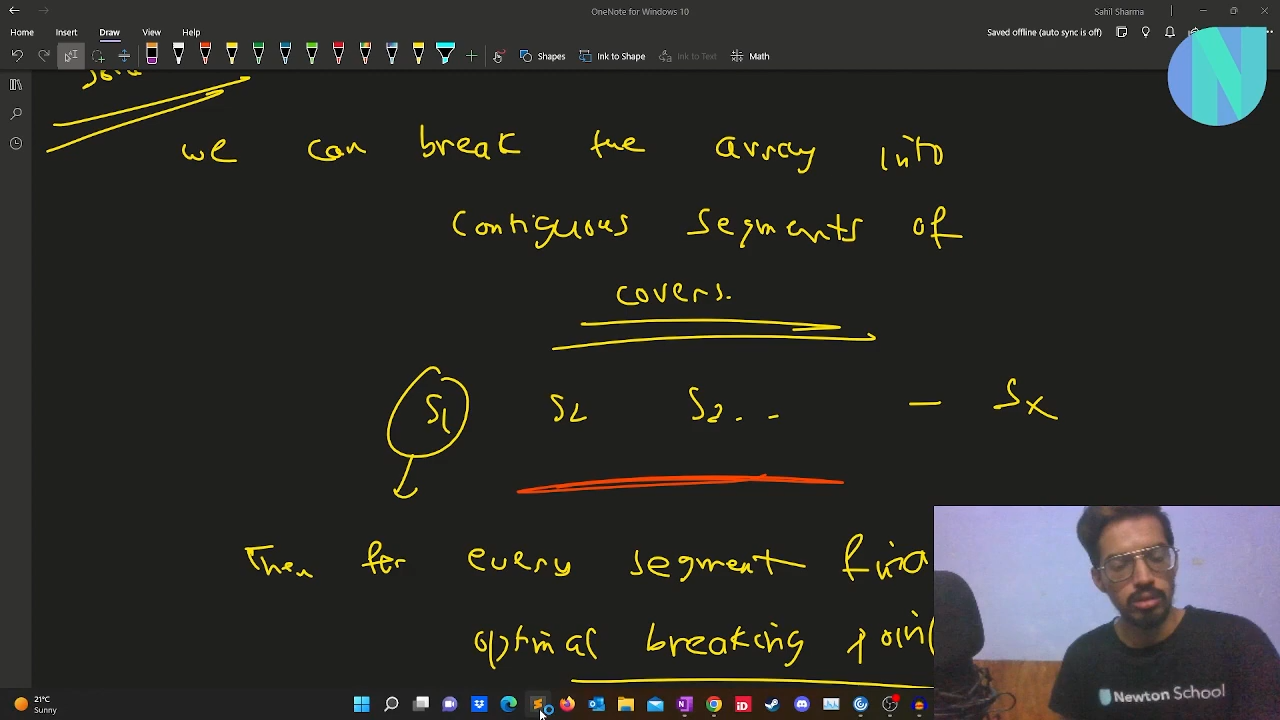 OneNote for Windows 10
Sahil Sharma
Home Insert Draw View Help
Saved offline (auto sync is off)
Shapes Ink to Shape Ink to Text Math
we can break the array into
contiguous segments of
covers.
S1 S2 S2.. — Sx
Then for every segment find
optimal breaking point
Newton School
21°C
Sunny